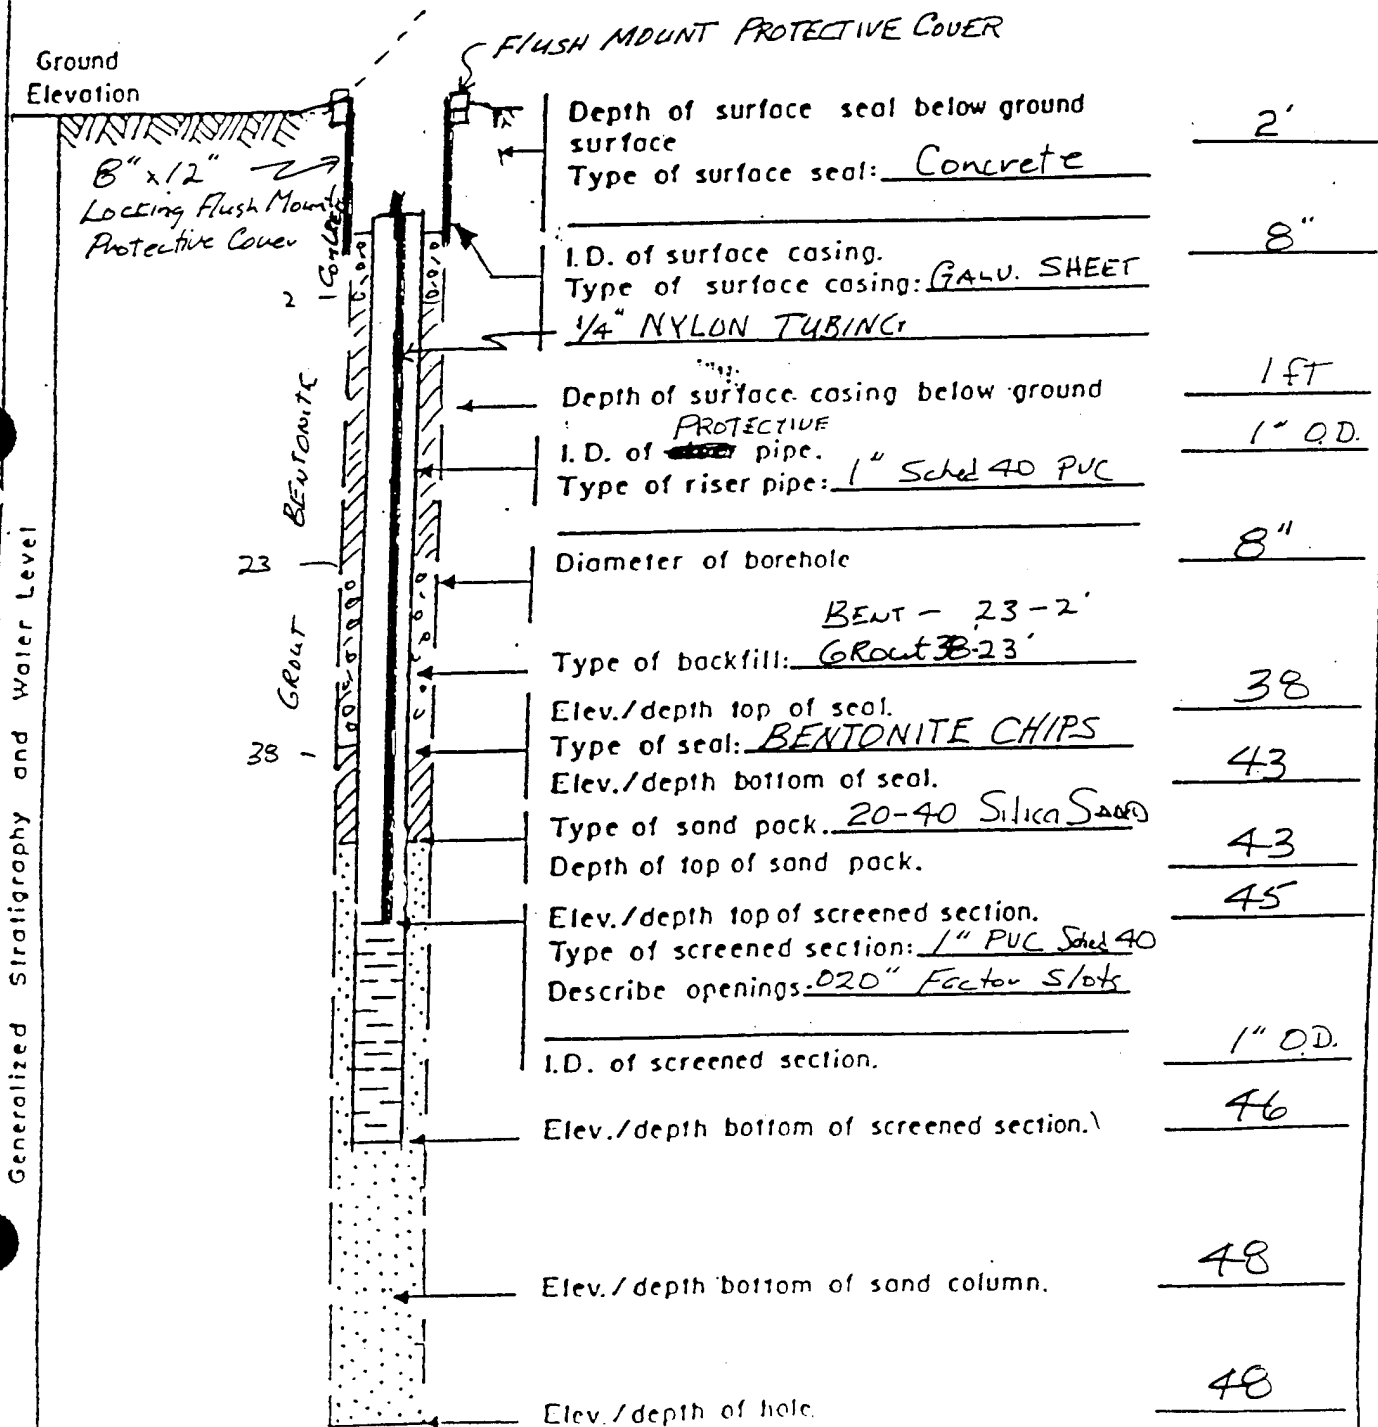 FLUSH MOUNT PROTECTIVE COVER
Ground
Elevation
8" x 12"
Locking Flush Mount
Protective Cover
2
BENTONITE
23
GROUT
38
Generalized Stratigraphy and Water Level
Depth of surface seal below ground
surface 2'
Type of surface seal: Concrete
I.D. of surface casing. 8"
Type of surface casing: GALV. SHEET
1/4" NYLON TUBING
Depth of surface casing below ground 1 FT
PROTECTIVE
I.D. of pipe. 1" O.D.
Type of riser pipe: 1" Sched 40 PVC
Diameter of borehole 8"
BENT - 23-2'
Type of backfill: GROUT 38-23'
Elev./depth top of seal. 38
Type of seal: BENTONITE CHIPS
Elev./depth bottom of seal. 43
Type of sand pack. 20-40 Silica SAND
Depth of top of sand pack. 43
Elev./depth top of screened section. 45
Type of screened section: 1" PVC Sched 40
Describe openings. .020" Factor Slots
I.D. of screened section. 1" O.D.
Elev./depth bottom of screened section. 46
Elev./depth bottom of sand column. 48
Elev./depth of hole. 48